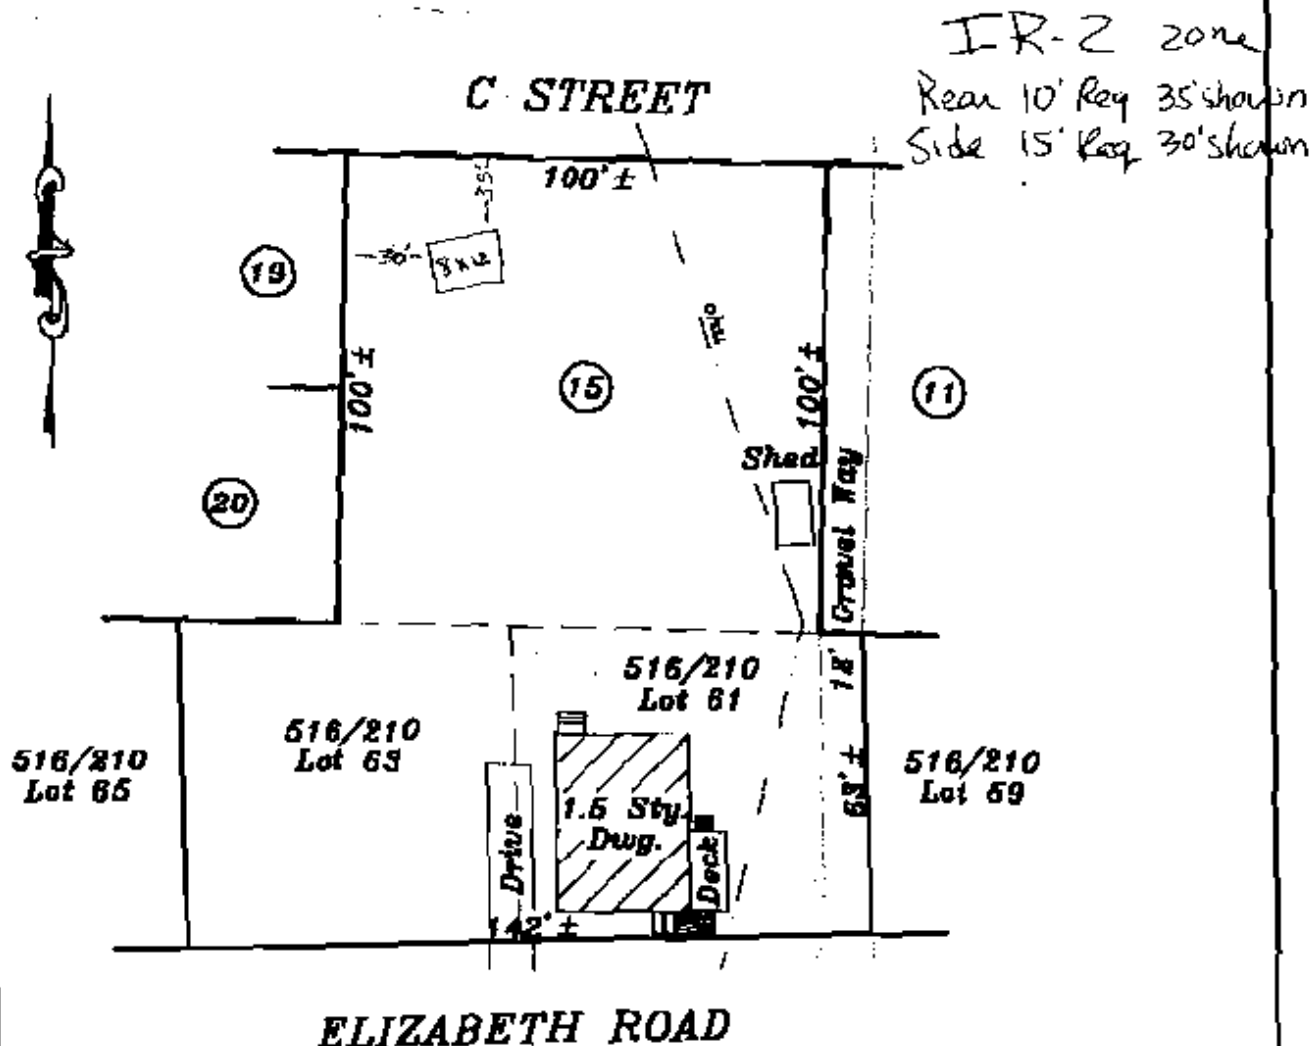 IR-2 zone
Rear 10' Req 35' shown
Side 15' Req 30' shown
C STREET
100' ±
35'
30'
8x12
19
100' ±
15
100' ±
11
Shed
20
Gravel Way
12'
516/210
Lot 61
516/210
Lot 63
516/210
Lot 65
63' ±
516/210
Lot 59
1.5 Sty.
Dwg.
Drive
Deck
142' ±
ELIZABETH ROAD